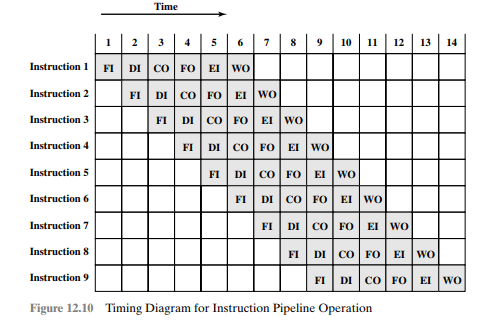 Time
1 2 3 4 5 6 7 8 9 10 11 12 13 14
Instruction 1 FI DI CO FO EI WO
Instruction 2 FI DI CO FO EI WO
Instruction 3 FI DI CO FO EI WO
Instruction 4 FI DI CO FO EI WO
Instruction 5 FI DI CO FO EI WO
Instruction 6 FI DI CO FO EI WO
Instruction 7 FI DI CO FO EI WO
Instruction 8 FI DI CO FO EI WO
Instruction 9 FI DI CO FO EI WO
Figure 12.10 Timing Diagram for Instruction Pipeline Operation